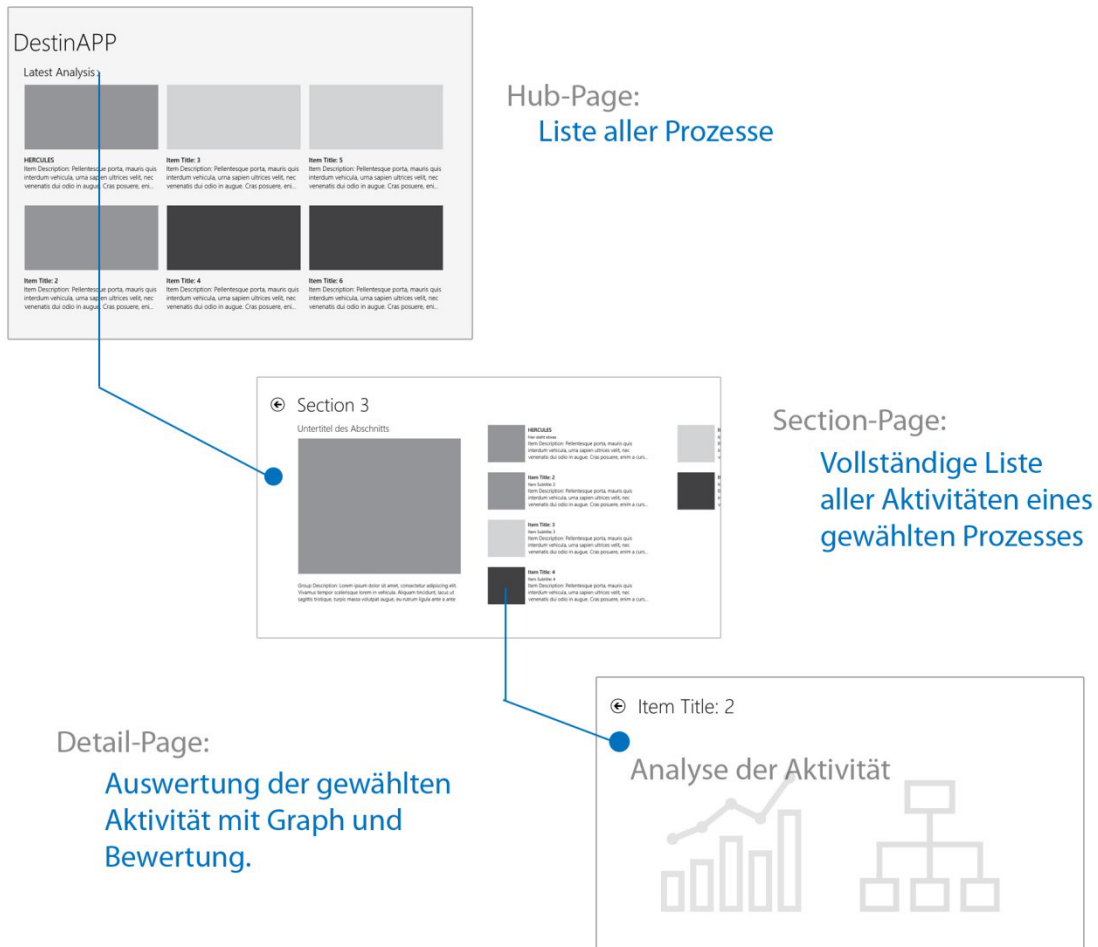 DestinAPP
Latest Analysis
HERCULES
Item Description: Pellentesque porta, mauris quis
interdum vehicula, urna sapien ultrices velit, nec
venenatis dui odio in augue. Cras posuere, eni...
Item Title: 3
Item Description: Pellentesque porta, mauris quis
interdum vehicula, urna sapien ultrices velit, nec
venenatis dui odio in augue. Cras posuere, eni...
Item Title: 5
Item Description: Pellentesque porta, mauris quis
interdum vehicula, urna sapien ultrices velit, nec
venenatis dui odio in augue. Cras posuere, eni...
Item Title: 2
Item Description: Pellentesque porta, mauris quis
interdum vehicula, urna sapien ultrices velit, nec
venenatis dui odio in augue. Cras posuere, eni...
Item Title: 4
Item Description: Pellentesque porta, mauris quis
interdum vehicula, urna sapien ultrices velit, nec
venenatis dui odio in augue. Cras posuere, eni...
Item Title: 6
Item Description: Pellentesque porta, mauris quis
interdum vehicula, urna sapien ultrices velit, nec
venenatis dui odio in augue. Cras posuere, eni...
Hub-Page:
Liste aller Prozesse
Section 3
Untertitel des Abschnitts
Group Description: Lorem ipsum dolor sit amet, consectetur adipiscing elit.
Vivamus tempor scelerisque lorem in vehicula. Aliquam tincidunt, lacus ut
sagittis tristique, turpis massa volutpat augue, eu rutrum ligula ante a ante
HERCULES
Item Description: Pellentesque porta, mauris quis
interdum vehicula, urna sapien ultrices velit, nec
venenatis dui odio in augue. Cras posuere, enim a curs...
Item Title: 2
Item Subtitle: 2
Item Description: Pellentesque porta, mauris quis
interdum vehicula, urna sapien ultrices velit, nec
venenatis dui odio in augue. Cras posuere, enim a curs...
Item Title: 3
Item Subtitle: 3
Item Description: Pellentesque porta, mauris quis
interdum vehicula, urna sapien ultrices velit, nec
venenatis dui odio in augue. Cras posuere, enim a curs...
Item Title: 4
Item Subtitle: 4
Item Description: Pellentesque porta, mauris quis
interdum vehicula, urna sapien ultrices velit, nec
venenatis dui odio in augue. Cras posuere, enim a curs...
Section-Page:
Vollständige Liste
aller Aktivitäten eines
gewählten Prozesses
Detail-Page:
Auswertung der gewählten
Aktivität mit Graph und
Bewertung.
Item Title: 2
Analyse der Aktivität